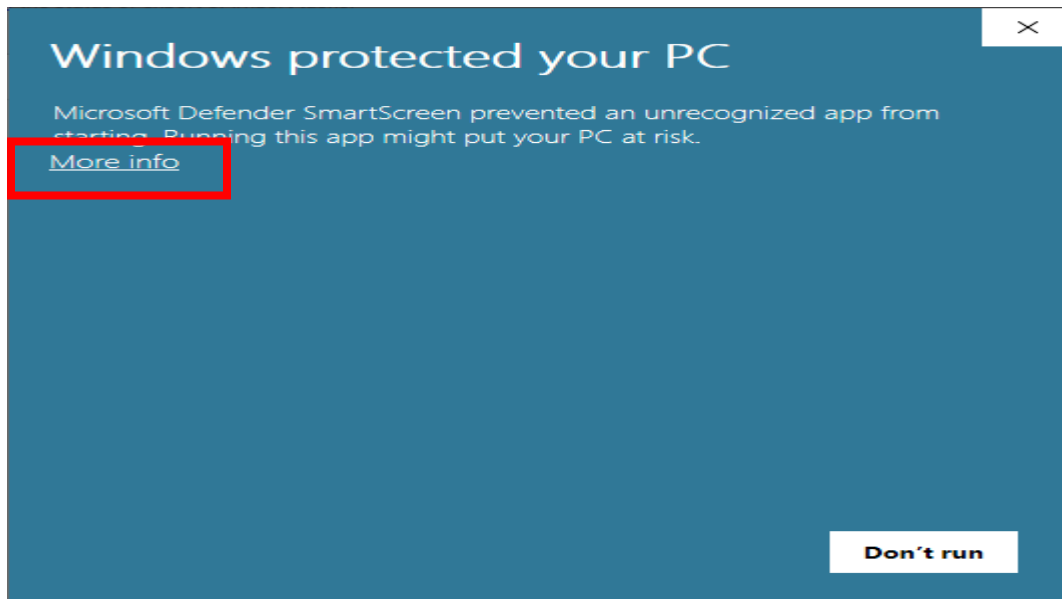 Windows protected your PC
Microsoft Defender SmartScreen prevented an unrecognized app from
starting. Running this app might put your PC at risk.
More info
Don't run